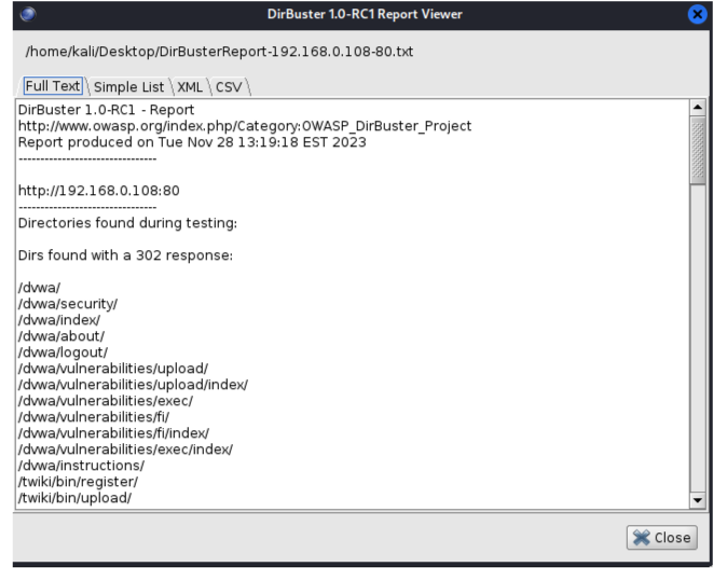 DirBuster 1.0-RC1 Report Viewer
/home/kali/Desktop/DirBusterReport-192.168.0.108-80.txt
Full Text Simple List XML CSV
DirBuster 1.0-RC1 - Report
http://www.owasp.org/index.php/Category:OWASP_DirBuster_Project
Report produced on Tue Nov 28 13:19:18 EST 2023
--------------------------------
http://192.168.0.108:80
--------------------------------
Directories found during testing:
Dirs found with a 302 response:
/dvwa/
/dvwa/security/
/dvwa/index/
/dvwa/about/
/dvwa/logout/
/dvwa/vulnerabilities/upload/
/dvwa/vulnerabilities/upload/index/
/dvwa/vulnerabilities/exec/
/dvwa/vulnerabilities/fi/
/dvwa/vulnerabilities/fi/index/
/dvwa/vulnerabilities/exec/index/
/dvwa/instructions/
/twiki/bin/register/
/twiki/bin/upload/
Close